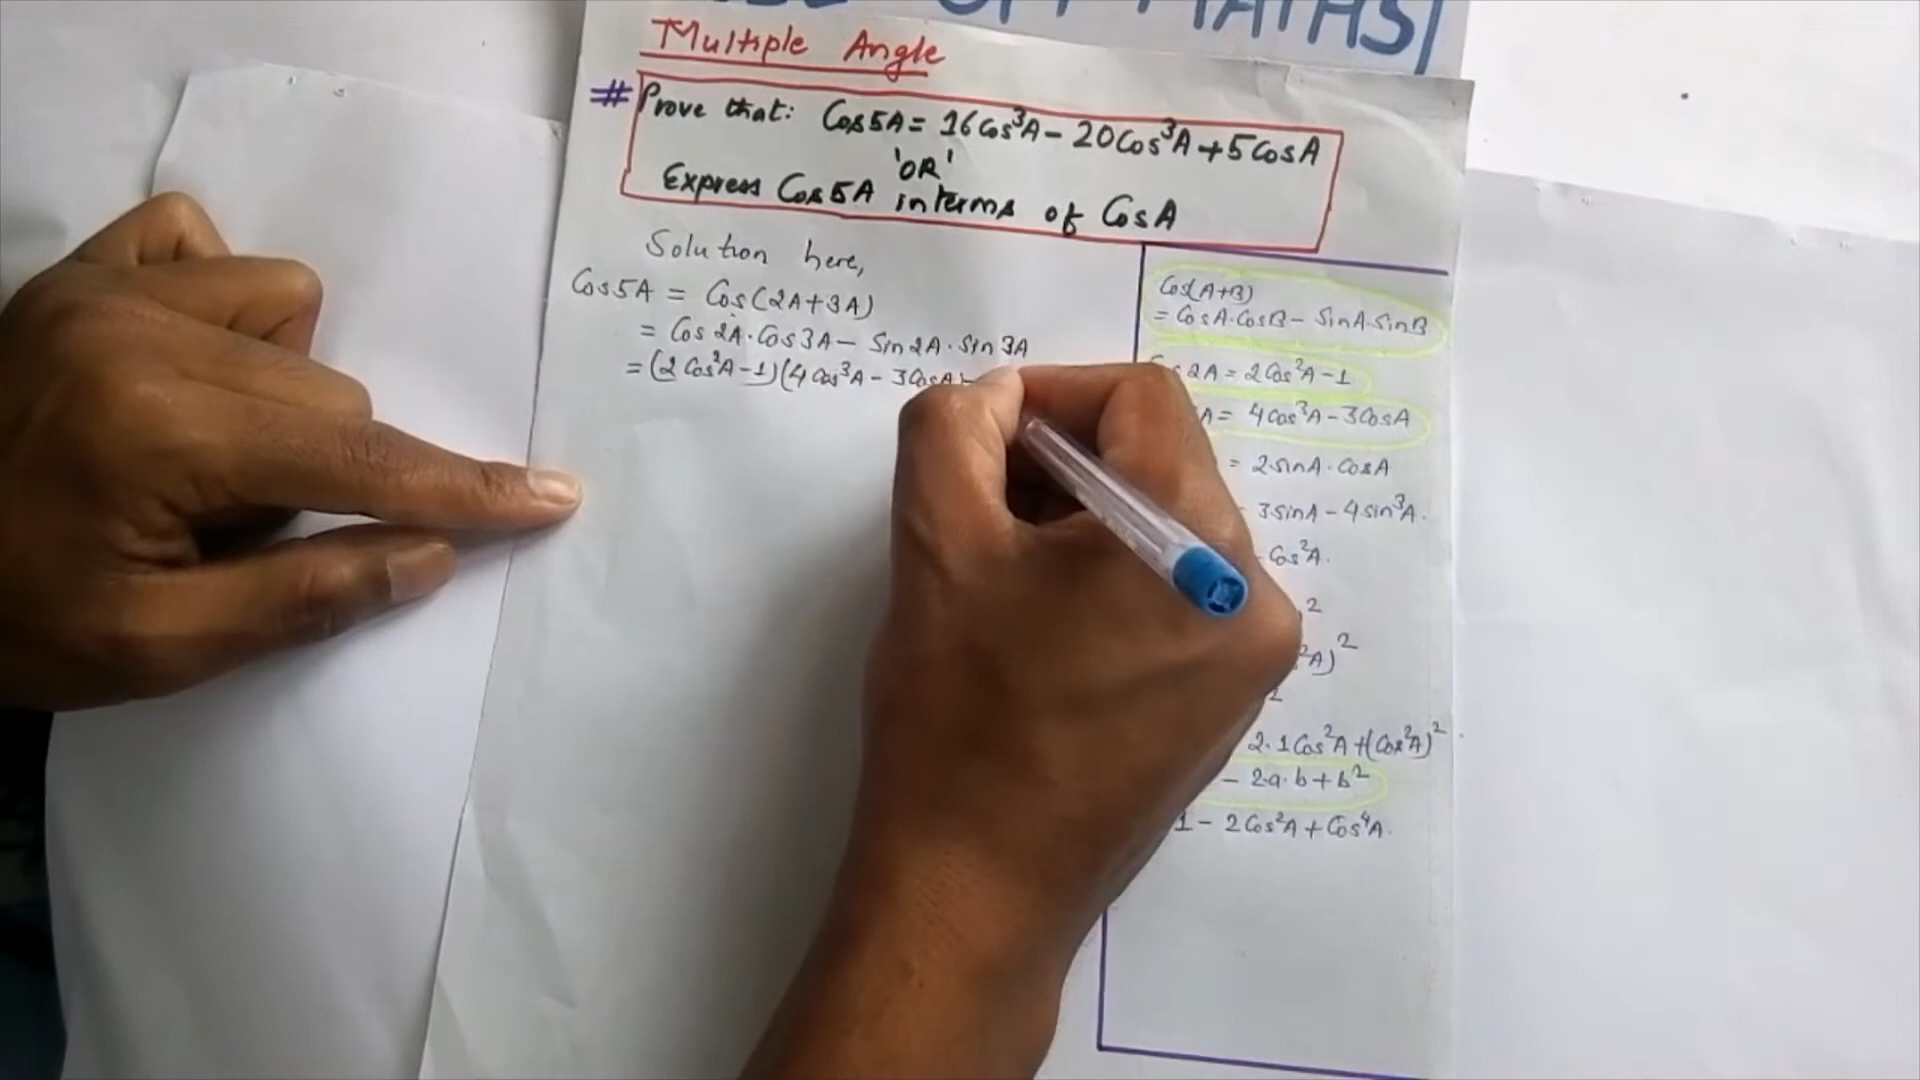 MATHS
Multiple Angle
# Prove that: Cos5A = 16Cos³A - 20Cos³A + 5CosA
'OR'
Express Cos5A interms of CosA
Solution here,
Cos5A = Cos(2A+3A)
= Cos2A·Cos3A - Sin2A·Sin3A
= (2Cos²A-1)(4Cos³A - 3CosA)-
Cos(A+B)
= CosA·CosB - SinA·SinB
2A = 2Cos²A-1
A = 4Cos³A-3CosA
= 2sinA·CosA
3sinA - 4sin³A.
Cos²A.
2
²A)²
2
2·1Cos²A+(Cos²A)²
- 2·a·b+b²
1 - 2Cos²A+Cos⁴A.